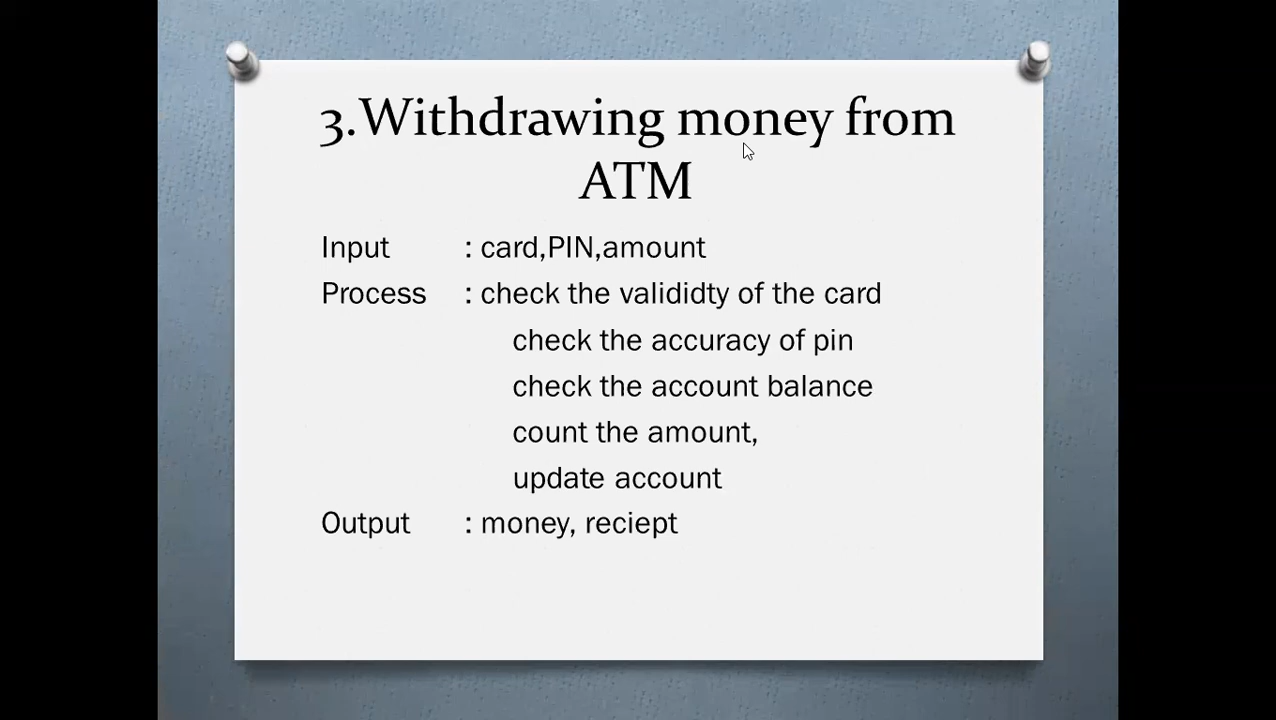 3.Withdrawing money from
ATM
Input : card,PIN,amount
Process : check the valididty of the card
check the accuracy of pin
check the account balance
count the amount,
update account
Output : money, reciept